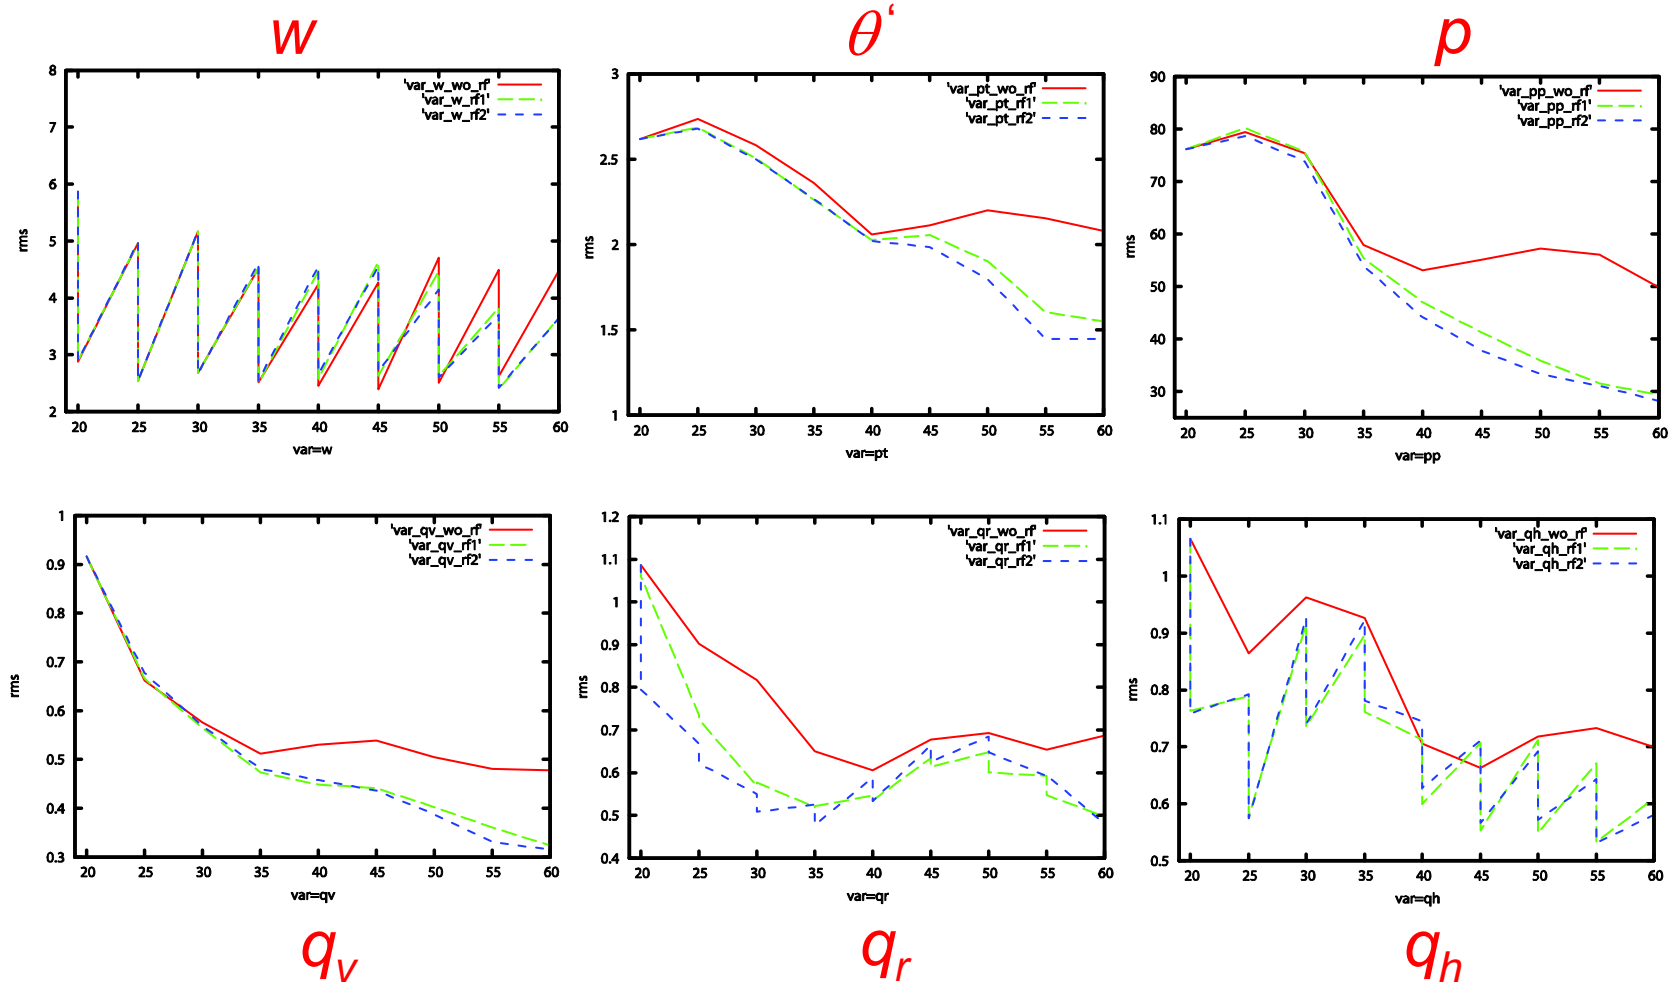 w
θ‘
p
'var_w_wo_rf'
'var_w_rf1'
'var_w_rf2'
8
7
6
5
4
3
2
rms
20 25 30 35 40 45 50 55 60
var=w
'var_pt_wo_rf'
'var_pt_rf1'
'var_pt_rf2'
3
2.5
2
1.5
1
rms
20 25 30 35 40 45 50 55 60
var=pt
'var_pp_wo_rf'
'var_pp_rf1'
'var_pp_rf2'
90
80
70
60
50
40
30
rms
20 25 30 35 40 45 50 55 60
var=pp
'var_qv_wo_rf'
'var_qv_rf1'
'var_qv_rf2'
1
0.9
0.8
0.7
0.6
0.5
0.4
0.3
rms
20 25 30 35 40 45 50 55 60
var=qv
'var_qr_wo_rf'
'var_qr_rf1'
'var_qr_rf2'
1.2
1.1
1
0.9
0.8
0.7
0.6
0.5
0.4
rms
20 25 30 35 40 45 50 55 60
var=qr
'var_qh_wo_rf'
'var_qh_rf1'
'var_qh_rf2'
1.1
1
0.9
0.8
0.7
0.6
0.5
rms
20 25 30 35 40 45 50 55 60
var=qh
qv
qr
qh